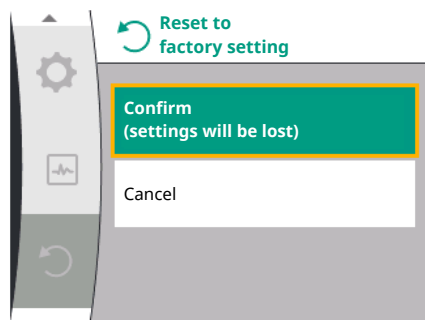 Reset to
factory setting
Confirm
(settings will be lost)
Cancel